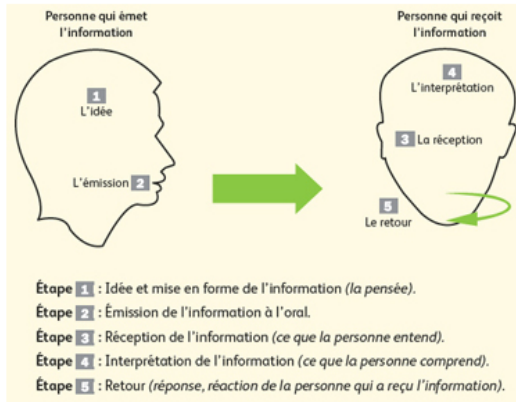 Personne qui émet
l'information
Personne qui reçoit
l'information
1
L'idée
L'émission 2
4
L'interprétation
3 La réception
5
Le retour
Étape 1 : Idée et mise en forme de l'information (la pensée).
Étape 2 : Émission de l'information à l'oral.
Étape 3 : Réception de l'information (ce que la personne entend).
Étape 4 : Interprétation de l'information (ce que la personne comprend).
Étape 5 : Retour (réponse, réaction de la personne qui a reçu l'information).